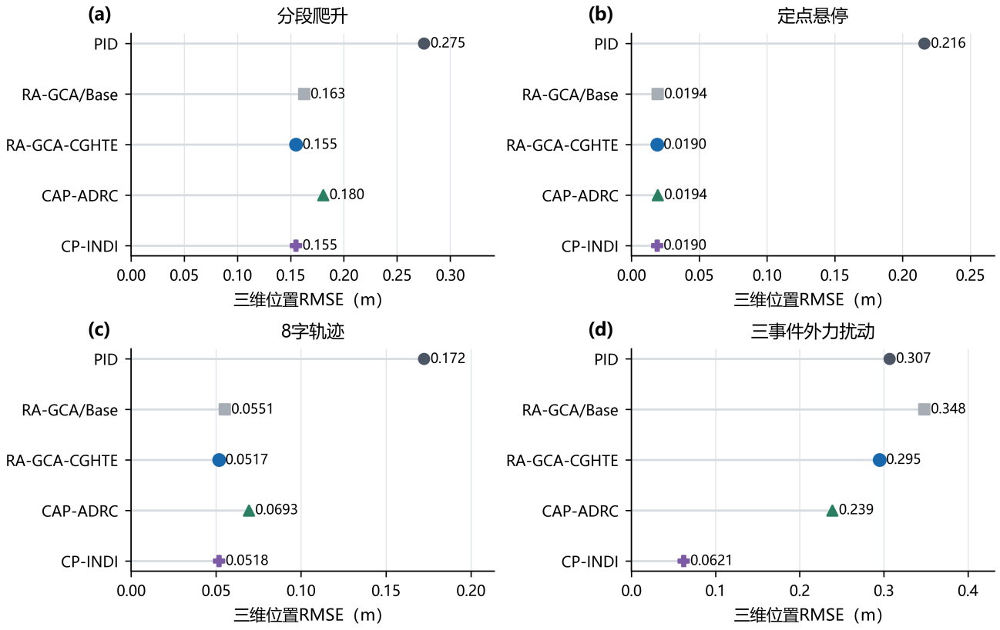 (a) 分段爬升
PID 0.275
RA-GCA/Base 0.163
RA-GCA-CGHTE 0.155
CAP-ADRC 0.180
CP-INDI 0.155
0.00 0.05 0.10 0.15 0.20 0.25 0.30
三维位置RMSE（m）
(b) 定点悬停
PID 0.216
RA-GCA/Base 0.0194
RA-GCA-CGHTE 0.0190
CAP-ADRC 0.0194
CP-INDI 0.0190
0.00 0.05 0.10 0.15 0.20 0.25
三维位置RMSE（m）
(c) 8字轨迹
PID 0.172
RA-GCA/Base 0.0551
RA-GCA-CGHTE 0.0517
CAP-ADRC 0.0693
CP-INDI 0.0518
0.00 0.05 0.10 0.15 0.20
三维位置RMSE（m）
(d) 三事件外力扰动
PID 0.307
RA-GCA/Base 0.348
RA-GCA-CGHTE 0.295
CAP-ADRC 0.239
CP-INDI 0.0621
0.0 0.1 0.2 0.3 0.4
三维位置RMSE（m）